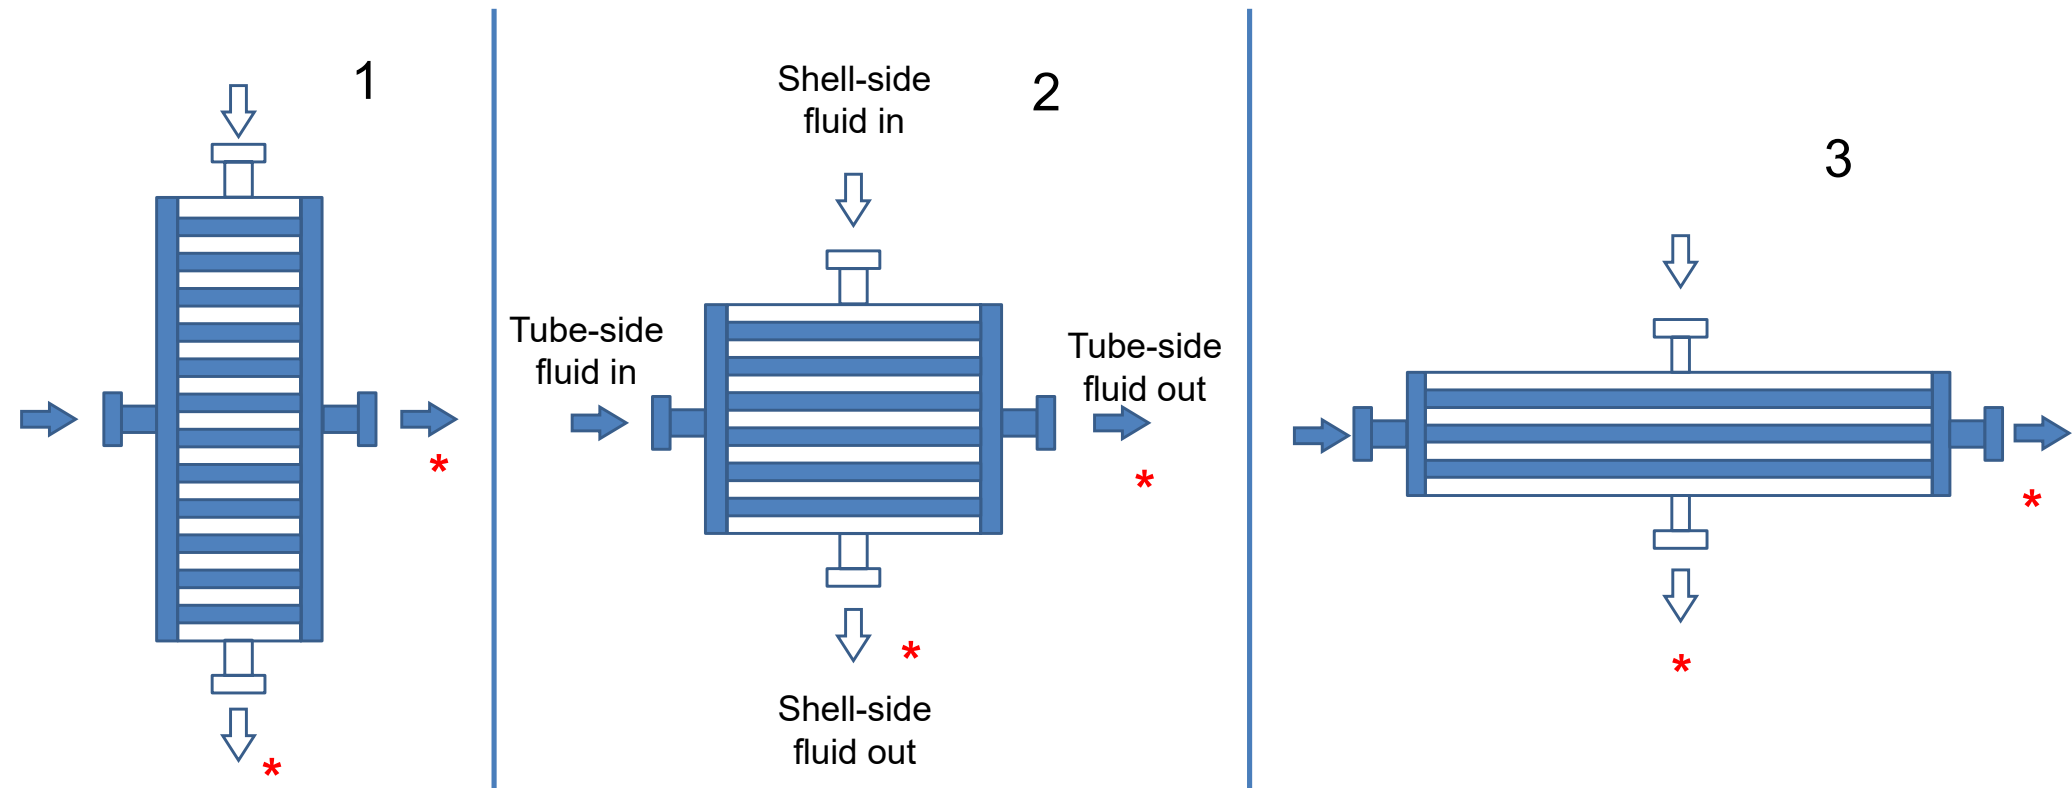 1
*
*
Shell-side
fluid in
2
Tube-side
fluid in
Tube-side
fluid out
*
*
Shell-side
fluid out
3
*
*